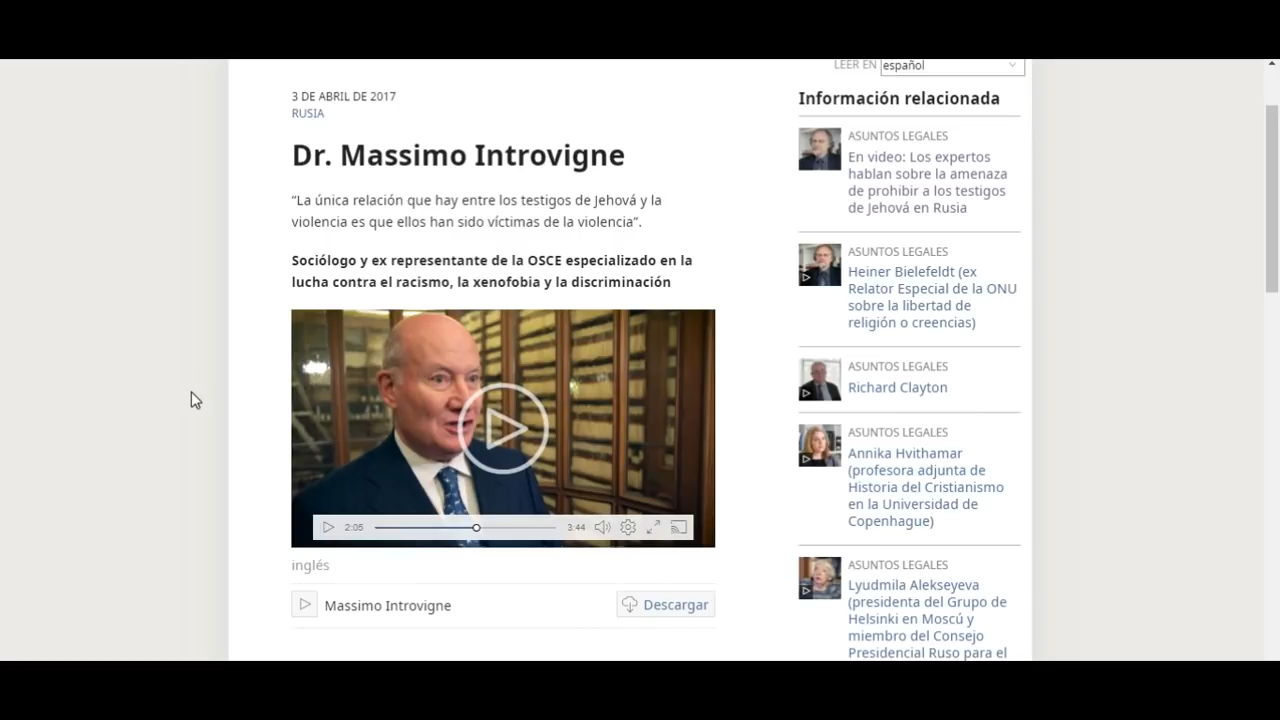 LEER EN español
3 DE ABRIL DE 2017
RUSIA
Dr. Massimo Introvigne
“La única relación que hay entre los testigos de Jehová y la
violencia es que ellos han sido víctimas de la violencia”.
Sociólogo y ex representante de la OSCE especializado en la
lucha contra el racismo, la xenofobia y la discriminación
2:05 3:44
inglés
Massimo Introvigne Descargar
Información relacionada
ASUNTOS LEGALES
En video: Los expertos
hablan sobre la amenaza
de prohibir a los testigos
de Jehová en Rusia
ASUNTOS LEGALES
Heiner Bielefeldt (ex
Relator Especial de la ONU
sobre la libertad de
religión o creencias)
ASUNTOS LEGALES
Richard Clayton
ASUNTOS LEGALES
Annika Hvithamar
(profesora adjunta de
Historia del Cristianismo
en la Universidad de
Copenhague)
ASUNTOS LEGALES
Lyudmila Alekseyeva
(presidenta del Grupo de
Helsinki en Moscú y
miembro del Consejo
Presidencial Ruso para el